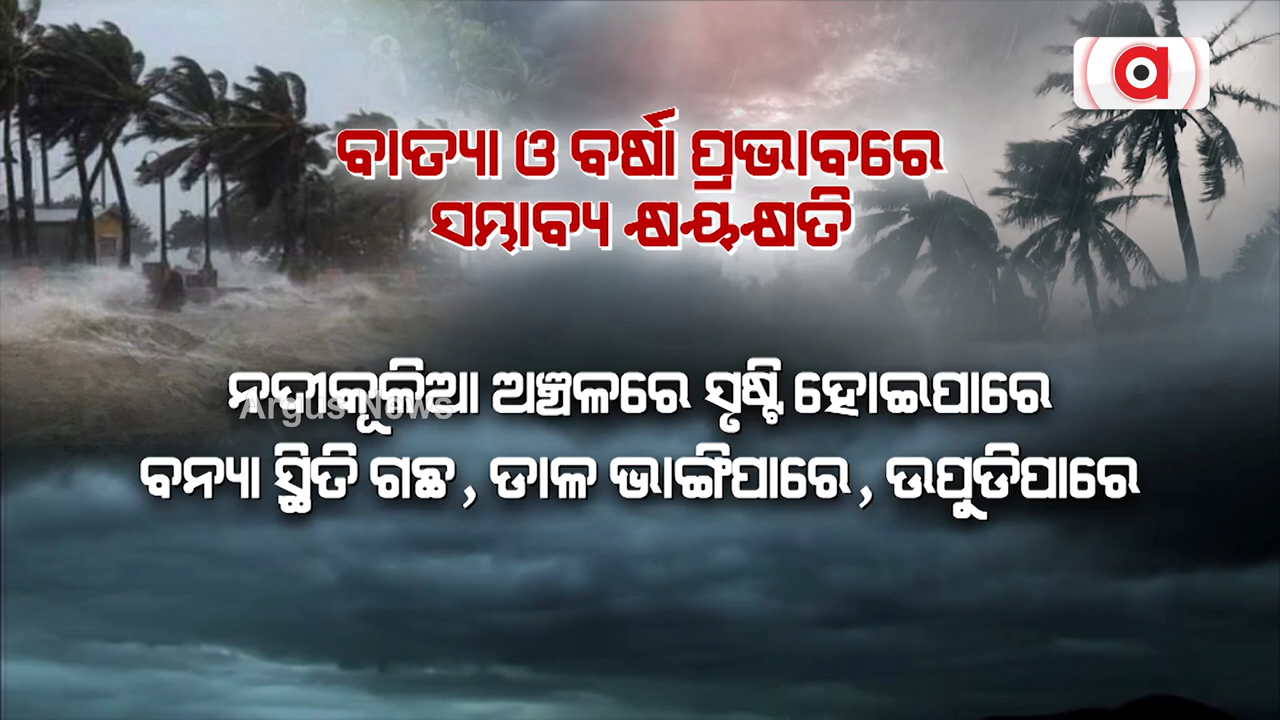 a
ବାତ୍ୟା ଓ ବର୍ଷା ପ୍ରଭାବରେ
ସମ୍ଭାବ୍ୟ କ୍ଷୟକ୍ଷତି
ନଦୀକୂଳିଆ ଅଞ୍ଚଳରେ ସୃଷ୍ଟି ହୋଇପାରେ
Argus News
ବନ୍ୟା ସ୍ଥିତି ଗଛ, ଡାଳ ଭାଙ୍ଗିପାରେ, ଉପୁଡିପାରେ